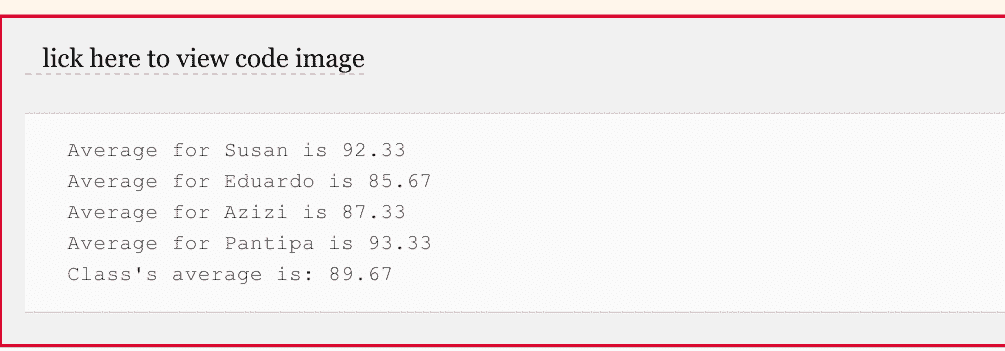 lick here to view code image
Average for Susan is 92.33
Average for Eduardo is 85.67
Average for Azizi is 87.33
Average for Pantipa is 93.33
Class's average is: 89.67